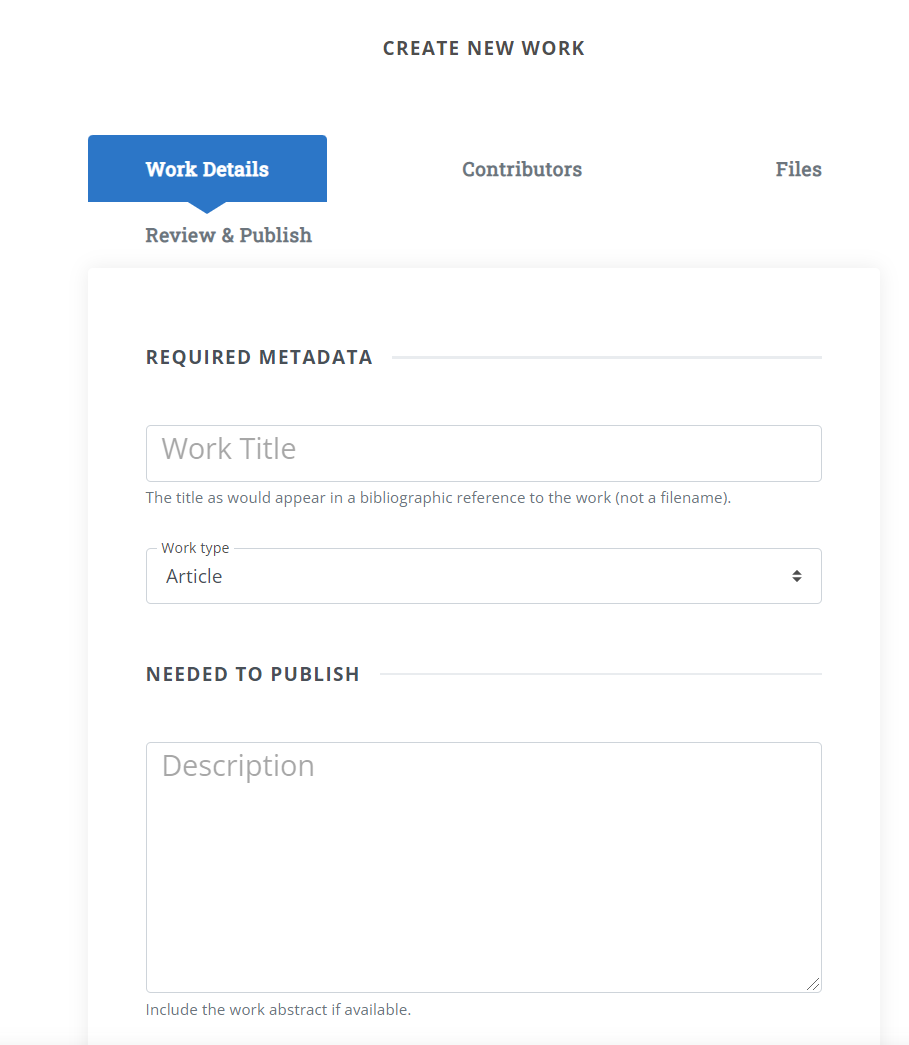 CREATE NEW WORK
Work Details Contributors Files
Review & Publish
REQUIRED METADATA
Work Title
The title as would appear in a bibliographic reference to the work (not a filename).
Work type
Article
NEEDED TO PUBLISH
Description
Include the work abstract if available.